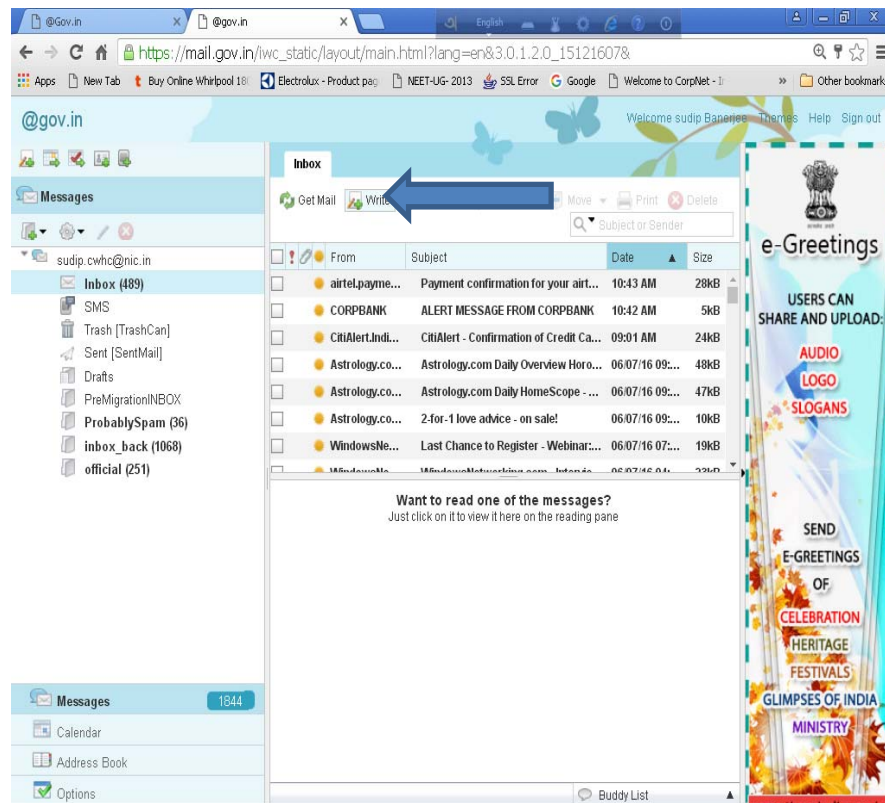 @Gov.in
@gov.in
English
https://mail.gov.in/iwc_static/layout/main.html?lang=en&3.0.1.2.0_15121607&
Apps New Tab Buy Online Whirlpool 18 Electrolux - Product pag NEET-UG- 2013 SSL Error Google Welcome to CorpNet - I » Other bookmark
@gov.in
Welcome sudip Banerjee Themes Help Sign out
Messages
sudip.cwhc@nic.in
Inbox (489)
SMS
Trash [TrashCan]
Sent [SentMail]
Drafts
PreMigrationINBOX
ProbablySpam (36)
inbox_back (1068)
official (251)
Messages 1844
Calendar
Address Book
Options
Inbox
Get Mail Write Move Print Delete
Subject or Sender
From Subject Date Size
airtel.payme... Payment confirmation for your airt... 10:43 AM 28kB
CORPBANK ALERT MESSAGE FROM CORPBANK 10:42 AM 5kB
CitiAlert.Indi... CitiAlert - Confirmation of Credit Ca... 09:01 AM 24kB
Astrology.co... Astrology.com Daily Overview Horo... 06/07/16 09:... 48kB
Astrology.co... Astrology.com Daily HomeScope - ... 06/07/16 09:... 47kB
Astrology.co... 2-for-1 love advice - on sale! 06/07/16 09:... 10kB
WindowsNe... Last Chance to Register - Webinar:... 06/07/16 07:... 19kB
Want to read one of the messages?
Just click on it to view it here on the reading pane
Buddy List
e-Greetings
USERS CAN
SHARE AND UPLOAD:
AUDIO
LOGO
SLOGANS
SEND
E-GREETINGS
OF
CELEBRATION
HERITAGE
FESTIVALS
GLIMPSES OF INDIA
MINISTRY